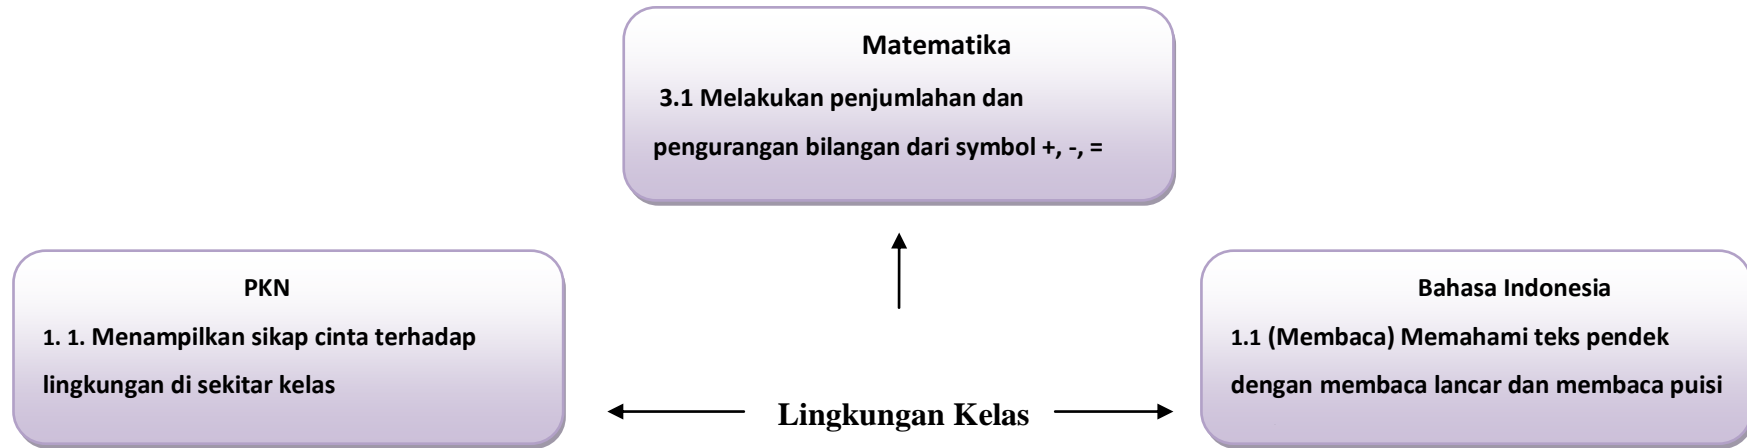 Matematika
3.1 Melakukan penjumlahan dan
pengurangan bilangan dari symbol +, -, =
PKN
1. 1. Menampilkan sikap cinta terhadap
lingkungan di sekitar kelas
Bahasa Indonesia
1.1 (Membaca) Memahami teks pendek
dengan membaca lancar dan membaca puisi
Lingkungan Kelas